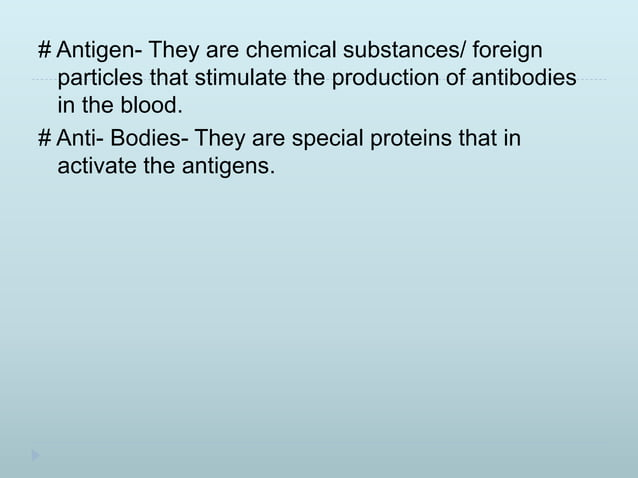 # Antigen- They are chemical substances/ foreign
particles that stimulate the production of antibodies
in the blood.
# Anti- Bodies- They are special proteins that in
activate the antigens.